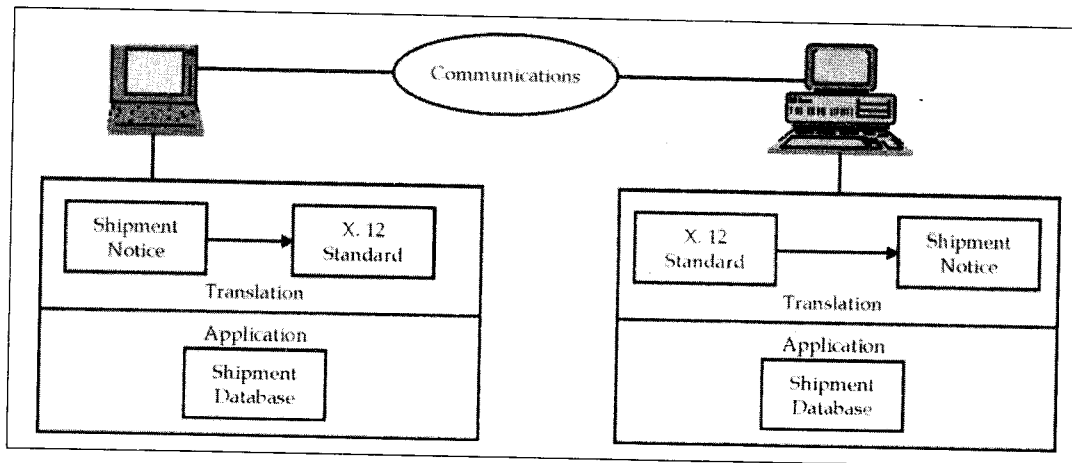 Communications
Shipment
Notice
X. 12
Standard
Translation
Application
Shipment
Database
X. 12
Standard
Shipment
Notice
Translation
Application
Shipment
Database